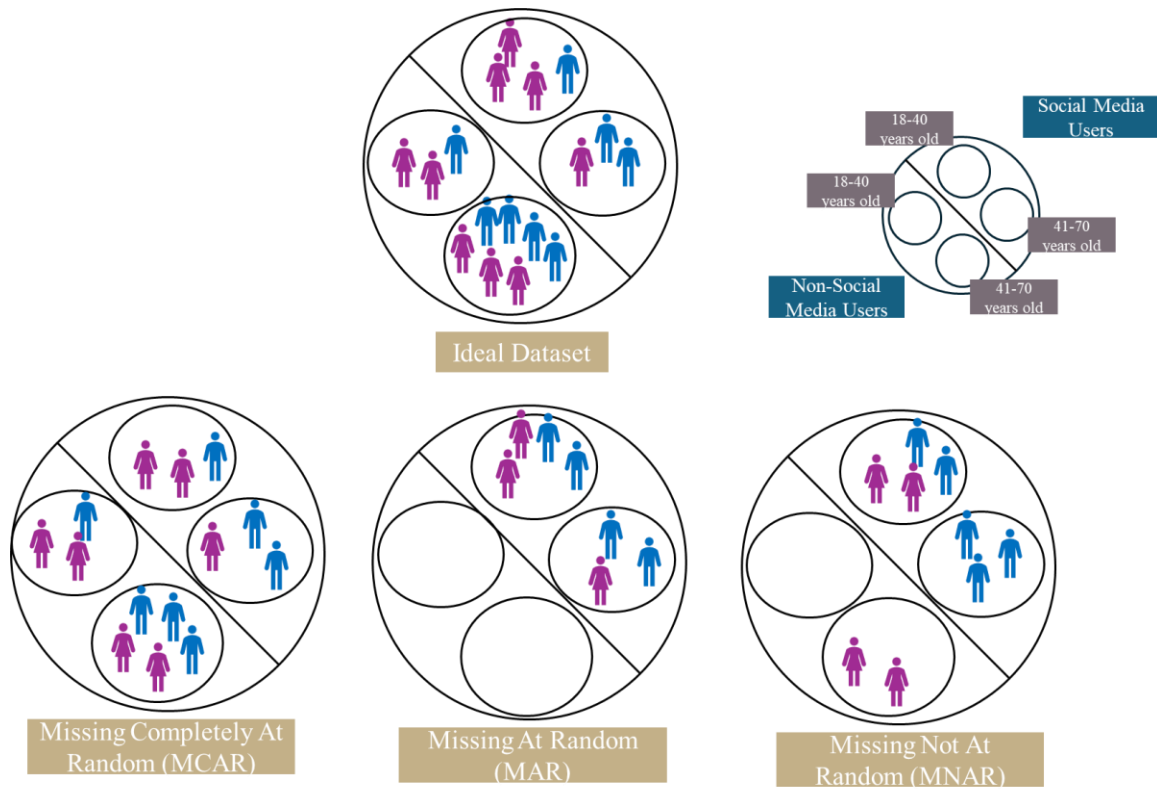 Social Media
Users
18-40
years old
18-40
years old
41-70
years old
Non-Social
Media Users
41-70
years old
Ideal Dataset
Missing Completely At
Random (MCAR)
Missing At Random
(MAR)
Missing Not At
Random (MNAR)